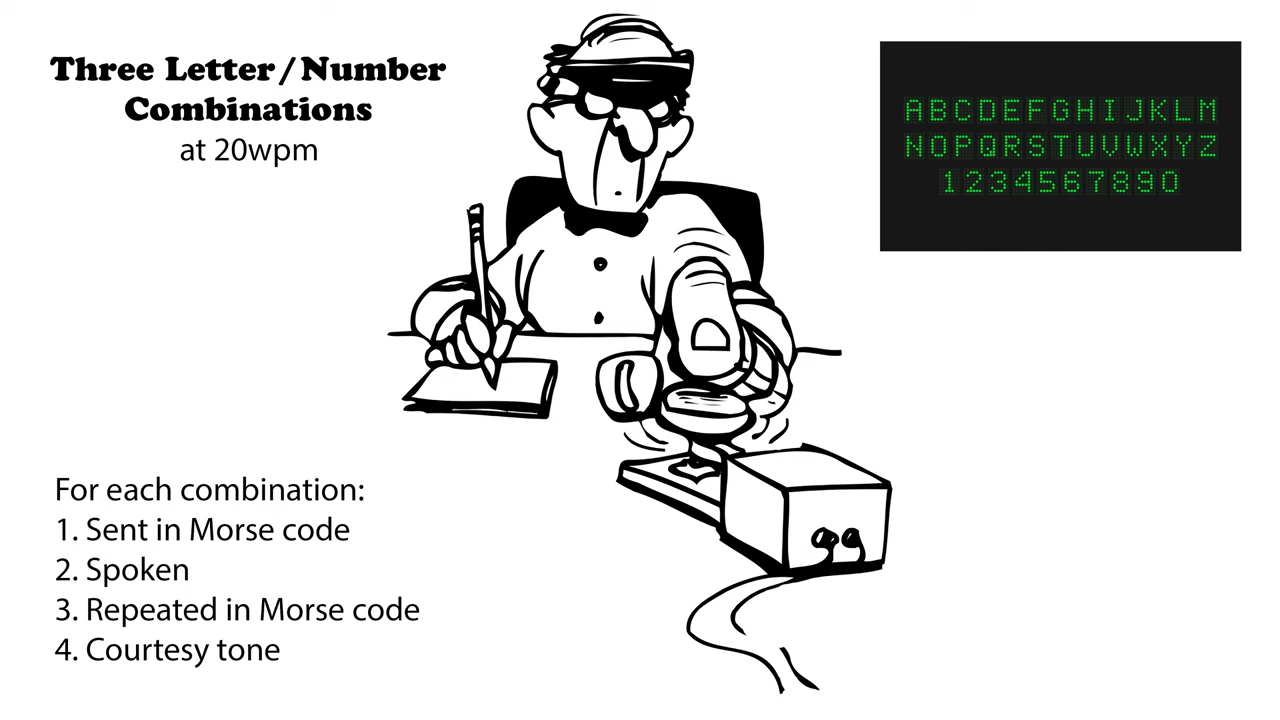 Three Letter/Number
Combinations
at 20wpm
ABCDEFGHIJKLM
NOPQRSTUVWXYZ
1234567890
For each combination:
1. Sent in Morse code
2. Spoken
3. Repeated in Morse code
4. Courtesy tone